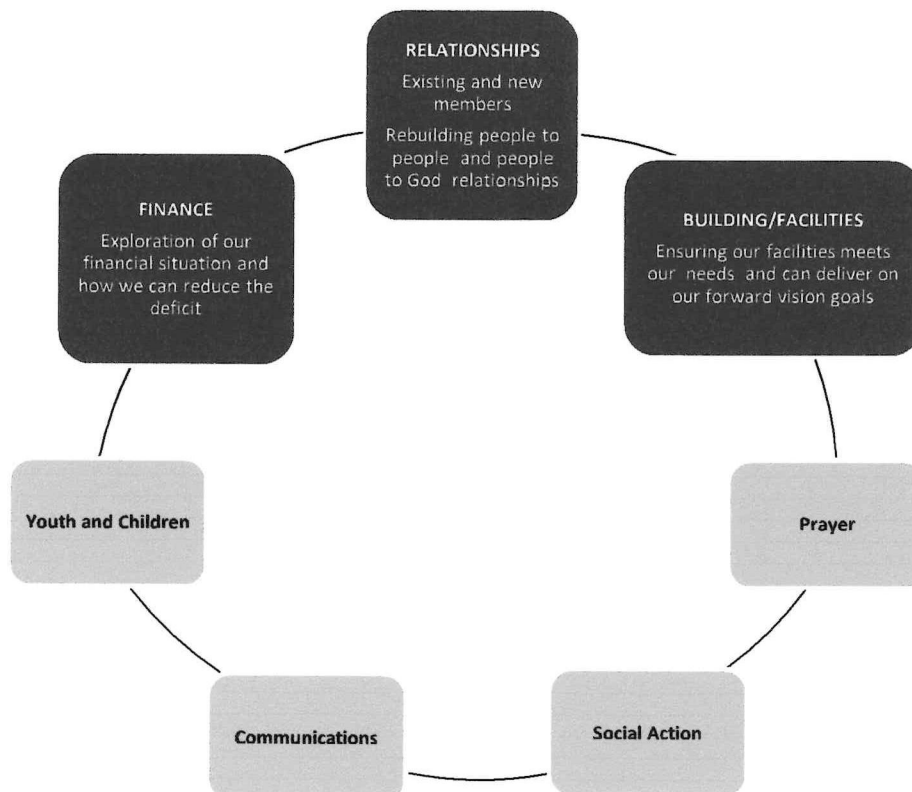 RELATIONSHIPS
Existing and new
members
Rebuilding people to
people and people
to God relationships
FINANCE
Exploration of our
financial situation and
how we can reduce the
deficit
BUILDING/FACILITIES
Ensuring our facilities meets
our needs and can deliver on
our forward vision goals
Youth and Children
Prayer
Communications
Social Action